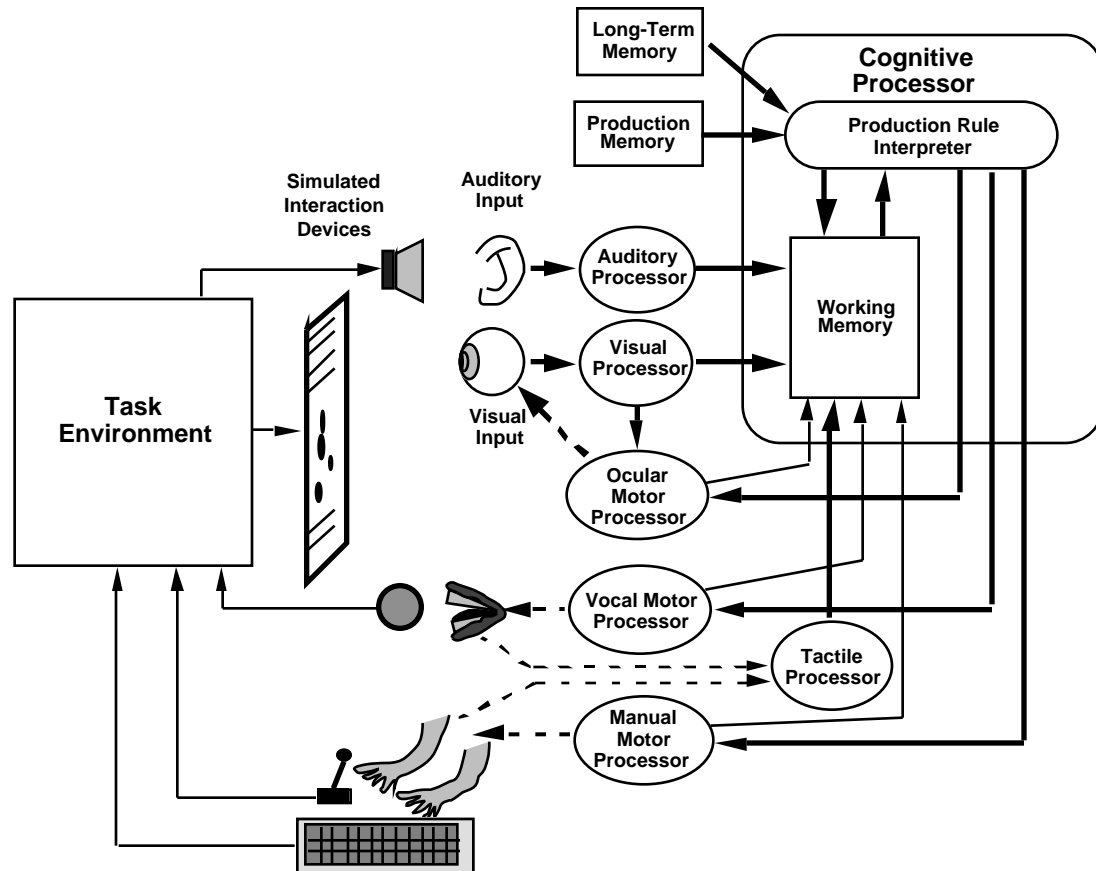 Long-Term
Memory
Cognitive
Processor
Production
Memory
Production Rule
Interpreter
Simulated
Interaction
Devices
Auditory
Input
Auditory
Processor
Working
Memory
Visual
Processor
Task
Environment
Visual
Input
Ocular
Motor
Processor
Vocal Motor
Processor
Tactile
Processor
Manual
Motor
Processor